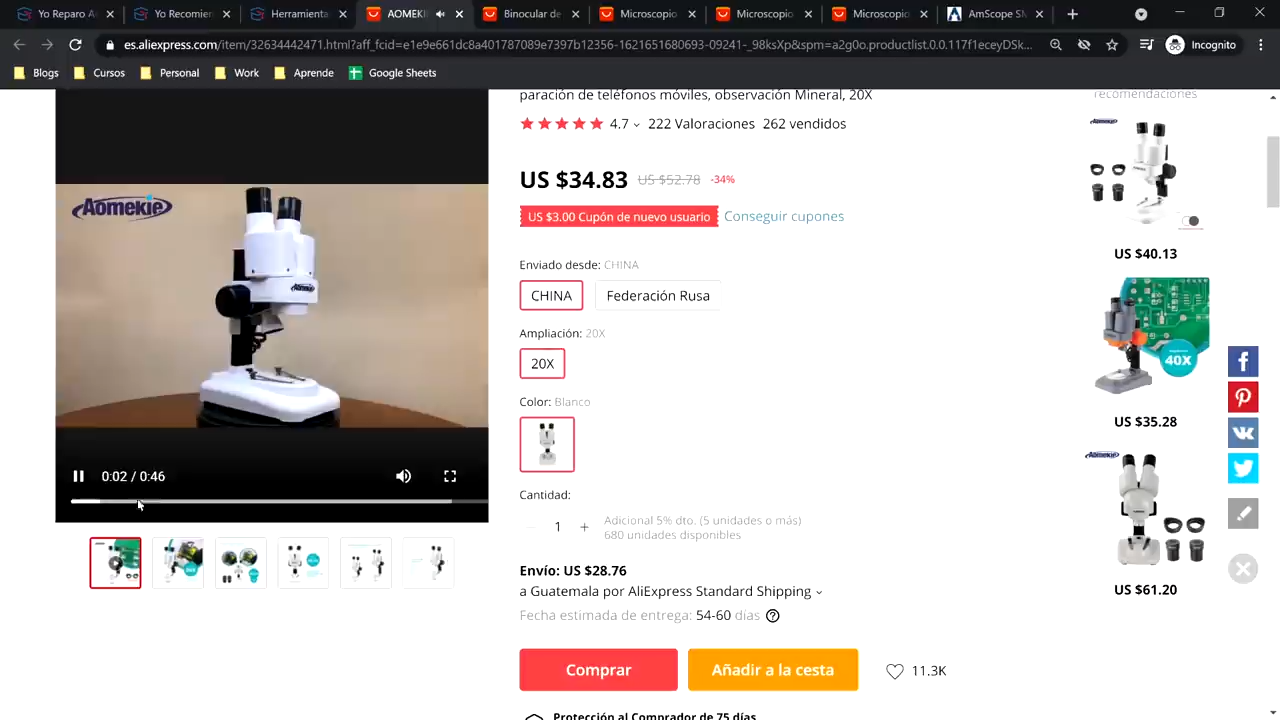 Yo Reparo A
Yo Recomier
Herramienta
AOMEKI
Binocular de
Microscopio
Microscopio
Microscopio
AmScope SM
es.aliexpress.com/item/32634442471.html?aff_fcid=e1e9e661dc8a401787089e7397b12356-1621651680693-09241-_98ksXp&spm=a2g0o.productlist.0.0.117f1eceyDSk...
Incógnito
Blogs
Cursos
Personal
Work
Aprende
Google Sheets
paración de teléfonos móviles, observación Mineral, 20X
4.7 222 Valoraciones 262 vendidos
US $34.83 US $52.78 -34%
US $3.00 Cupón de nuevo usuario Conseguir cupones
Enviado desde: CHINA
CHINA Federación Rusa
Ampliación: 20X
20X
Color: Blanco
Cantidad:
1
Adicional 5% dto. (5 unidades o más)
680 unidades disponibles
Envío: US $28.76
a Guatemala por AliExpress Standard Shipping
Fecha estimada de entrega: 54-60 días
Comprar Añadir a la cesta 11.3K
Protección al Comprador de 75 días
Aomekie
Aomekie
0:02 / 0:46
recomendaciones
Aomekie
US $40.13
40X
US $35.28
Aomekie
US $61.20